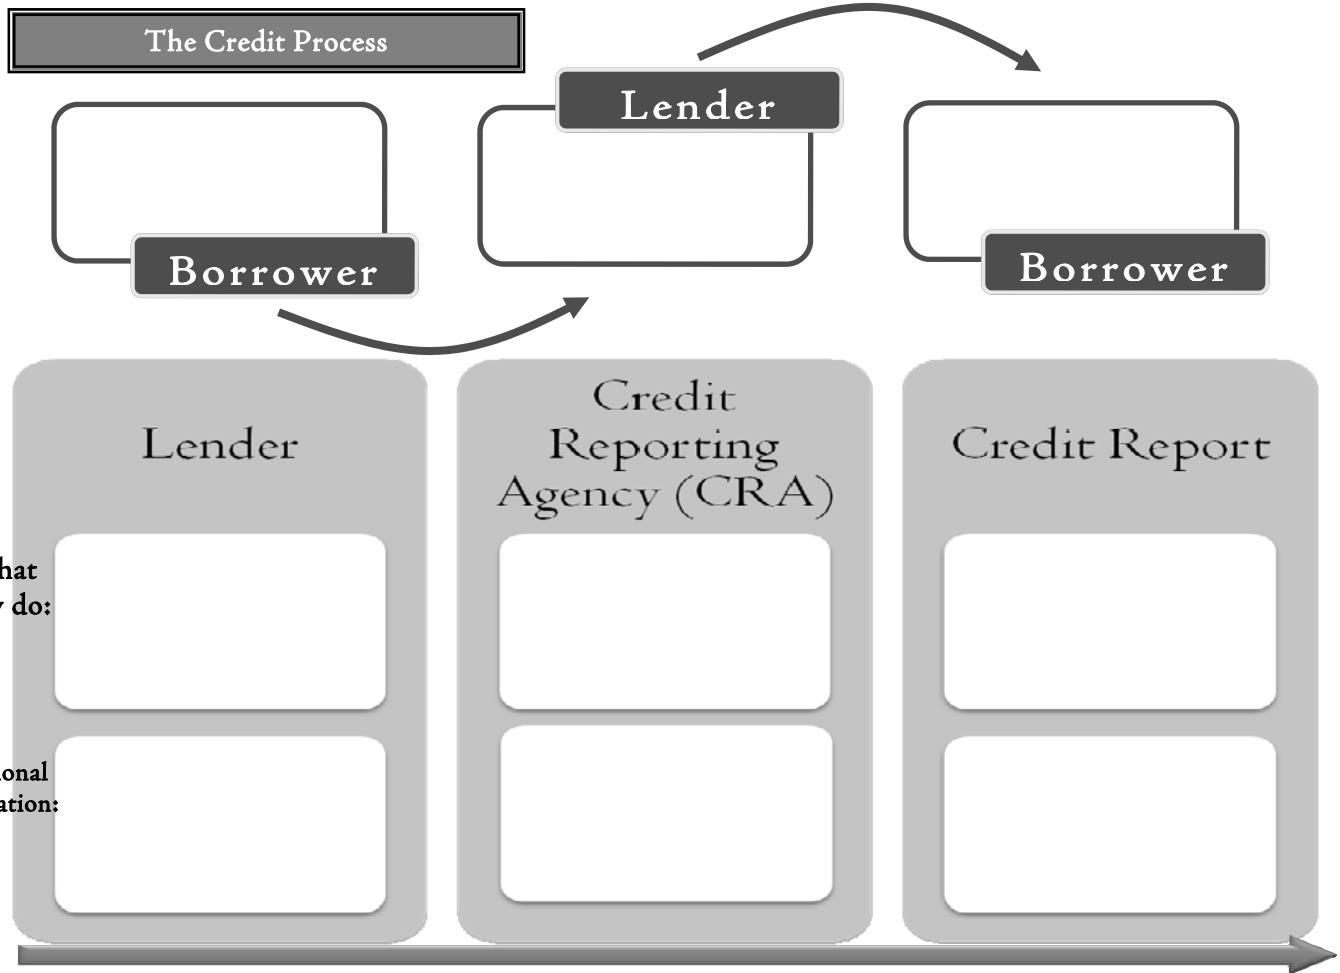 The Credit Process
Lender
Borrower
Borrower
Lender
Credit
Reporting
Agency (CRA)
Credit Report
hat
do:
onal
ation: